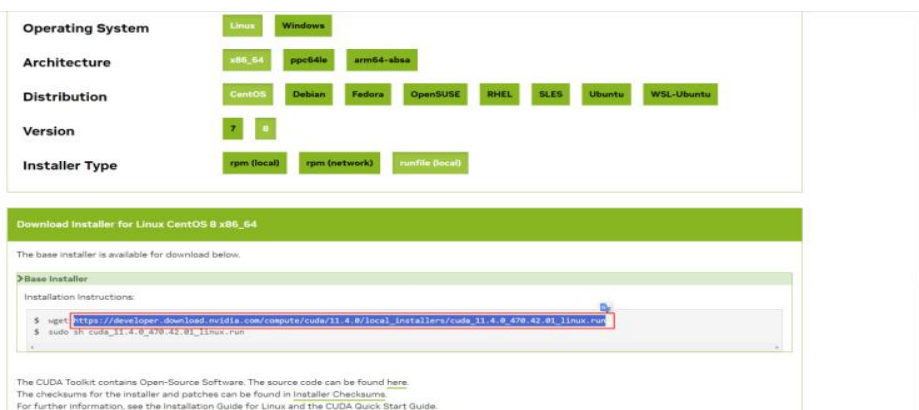 Operating System Linux Windows
Architecture x86_64 ppc64le arm64-sbsa
Distribution CentOS Debian Fedora OpenSUSE RHEL SLES Ubuntu WSL-Ubuntu
Version 7 8
Installer Type rpm (local) rpm (network) runfile (local)
Download Installer for Linux CentOS 8 x86_64
The base installer is available for download below.
>Base Installer
Installation Instructions:
$ wget https://developer.download.nvidia.com/compute/cuda/11.4.0/local_installers/cuda_11.4.0_470.42.01_linux.run
$ sudo sh cuda_11.4.0_470.42.01_linux.run
The CUDA Toolkit contains Open-Source Software. The source code can be found here.
The checksums for the installer and patches can be found in Installer Checksums.
For further information, see the Installation Guide for Linux and the CUDA Quick Start Guide.